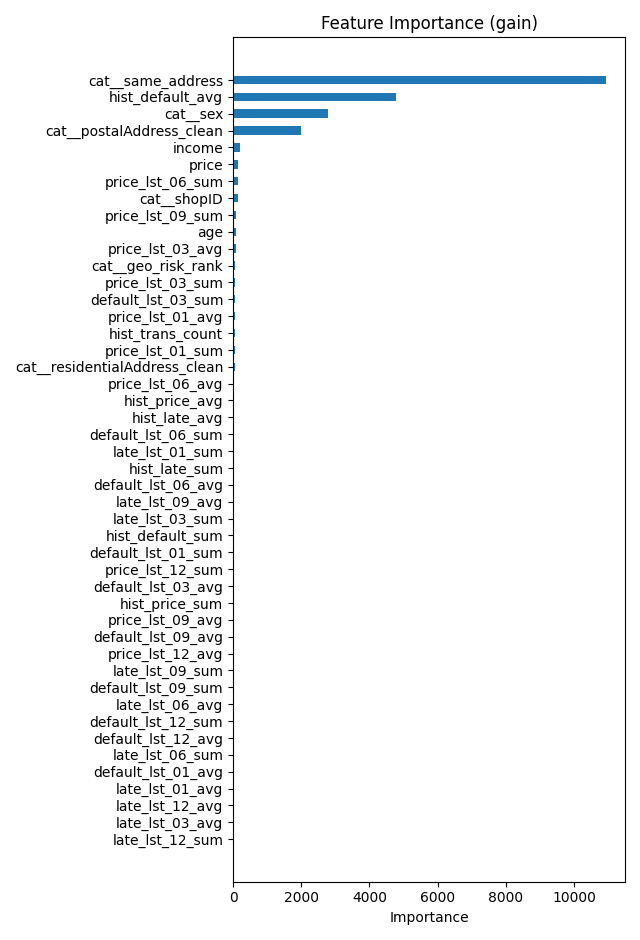 Feature Importance (gain)
cat__same_address
hist_default_avg
cat__sex
cat__postalAddress_clean
income
price
price_lst_06_sum
cat__shopID
price_lst_09_sum
age
price_lst_03_avg
cat__geo_risk_rank
price_lst_03_sum
default_lst_03_sum
price_lst_01_avg
hist_trans_count
price_lst_01_sum
cat__residentialAddress_clean
price_lst_06_avg
hist_price_avg
hist_late_avg
default_lst_06_sum
late_lst_01_sum
hist_late_sum
default_lst_06_avg
late_lst_09_avg
late_lst_03_sum
hist_default_sum
default_lst_01_sum
price_lst_12_sum
default_lst_03_avg
hist_price_sum
price_lst_09_avg
default_lst_09_avg
price_lst_12_avg
late_lst_09_sum
default_lst_09_sum
late_lst_06_avg
default_lst_12_sum
default_lst_12_avg
late_lst_06_sum
default_lst_01_avg
late_lst_01_avg
late_lst_12_avg
late_lst_03_avg
late_lst_12_sum
0 2000 4000 6000 8000 10000
Importance